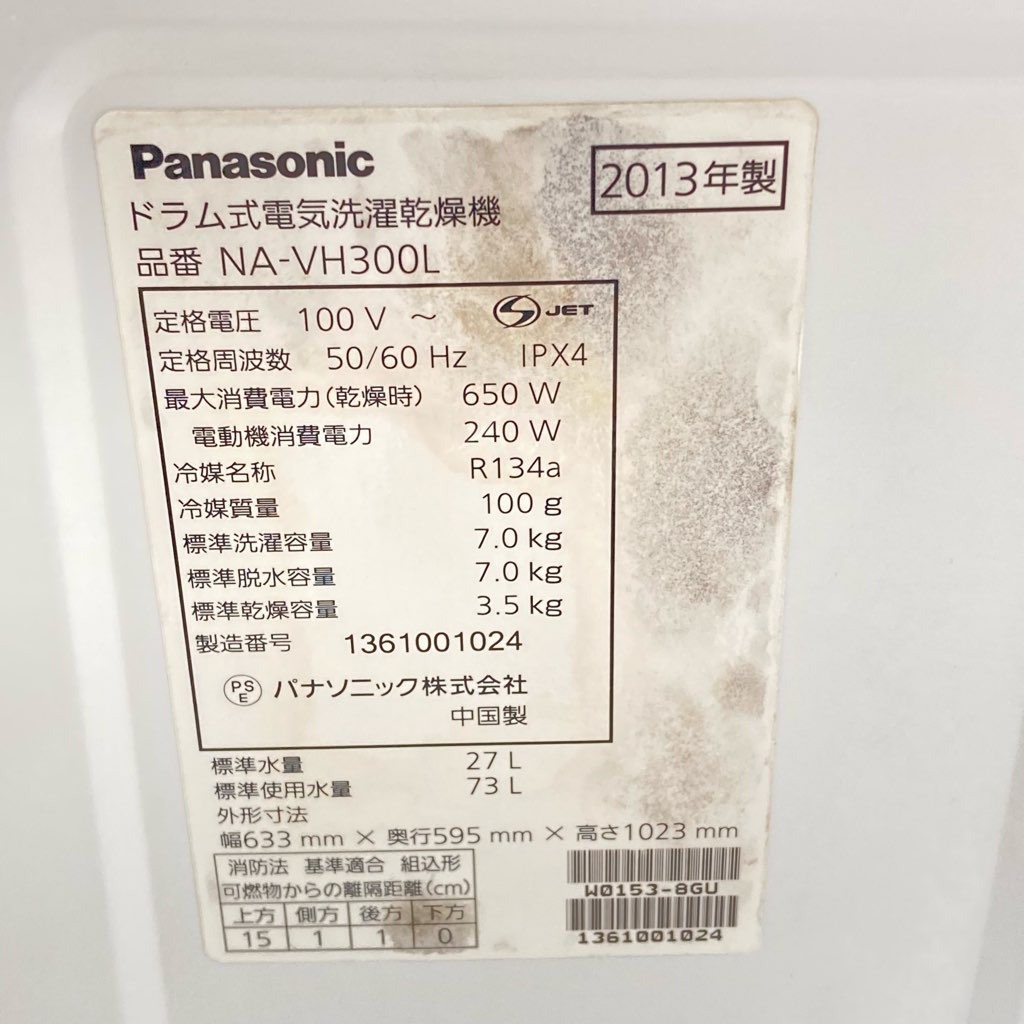 Panasonic
2013年製
ドラム式電気洗濯乾燥機
品番 NA-VH300L
定格電圧 100 V ~ S JET
定格周波数 50/60 Hz IPX4
最大消費電力(乾燥時) 650 W
電動機消費電力 240 W
冷媒名称 R134a
冷媒質量 100 g
標準洗濯容量 7.0 kg
標準脱水容量 7.0 kg
標準乾燥容量 3.5 kg
製造番号 1361001024
PSE パナソニック株式会社
中国製
標準水量 27 L
標準使用水量 73 L
外形寸法
幅633 mm × 奥行595 mm × 高さ1023 mm
消防法 基準適合 組込形
可燃物からの離隔距離(cm)
上方 側方 後方 下方
15 1 1 0
W0153-8GU
1361001024